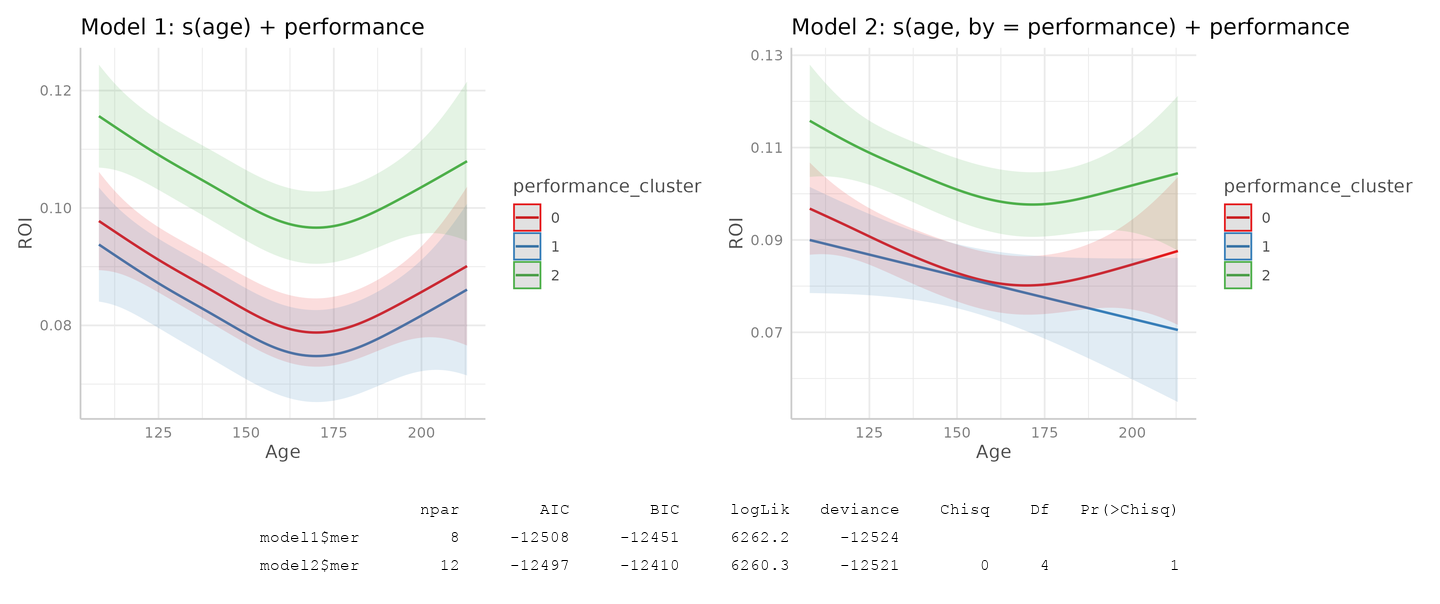 Model 1: s(age) + performance
0.12
0.10
0.08
ROI
125 150 175 200
Age
performance_cluster
0
1
2
Model 2: s(age, by = performance) + performance
0.13
0.11
0.09
0.07
ROI
125 150 175 200
Age
performance_cluster
0
1
2
npar AIC BIC logLik deviance Chisq Df Pr(>Chisq)
model1$mer 8 -12508 -12451 6262.2 -12524
model2$mer 12 -12497 -12410 6260.3 -12521 0 4 1